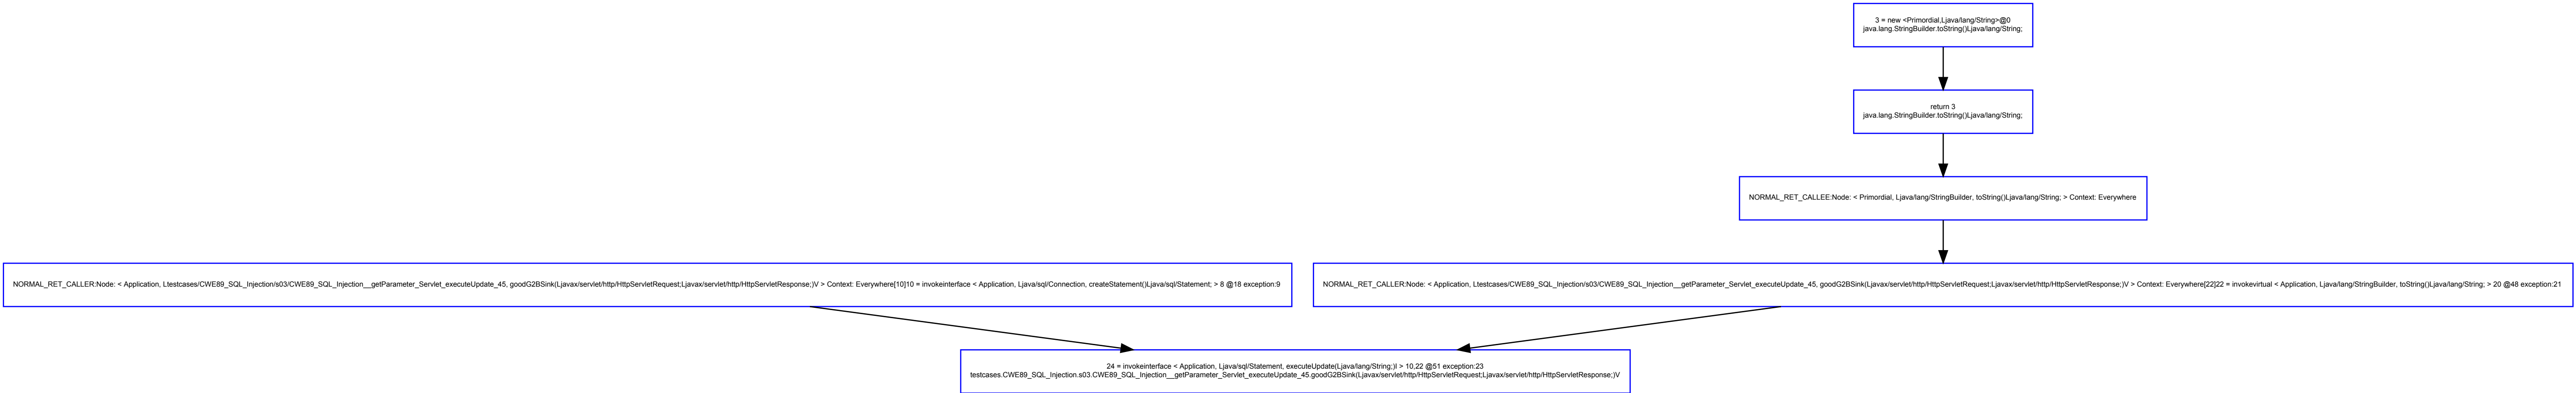 3 = new <Primordial,Ljava/lang/String>@0
java.lang.StringBuilder.toString()Ljava/lang/String;
return 3
java.lang.StringBuilder.toString()Ljava/lang/String;
NORMAL_RET_CALLEE:Node: < Primordial, Ljava/lang/StringBuilder, toString()Ljava/lang/String; > Context: Everywhere
NORMAL_RET_CALLER:Node: < Application, Ltestcases/CWE89_SQL_Injection/s03/CWE89_SQL_Injection__getParameter_Servlet_executeUpdate_45, goodG2BSink(Ljavax/servlet/http/HttpServletRequest;Ljavax/servlet/http/HttpServletResponse;)V > Context: Everywhere[10]10 = invokeinterface < Application, Ljava/sql/Connection, createStatement()Ljava/sql/Statement; > 8 @18 exception:9
NORMAL_RET_CALLER:Node: < Application, Ltestcases/CWE89_SQL_Injection/s03/CWE89_SQL_Injection__getParameter_Servlet_executeUpdate_45, goodG2BSink(Ljavax/servlet/http/HttpServletRequest;Ljavax/servlet/http/HttpServletResponse;)V > Context: Everywhere[22]22 = invokevirtual < Application, Ljava/lang/StringBuilder, toString()Ljava/lang/String; > 20 @48 exception:21
24 = invokeinterface < Application, Ljava/sql/Statement, executeUpdate(Ljava/lang/String;)I > 10,22 @51 exception:23
testcases.CWE89_SQL_Injection.s03.CWE89_SQL_Injection__getParameter_Servlet_executeUpdate_45.goodG2BSink(Ljavax/servlet/http/HttpServletRequest;Ljavax/servlet/http/HttpServletResponse;)V